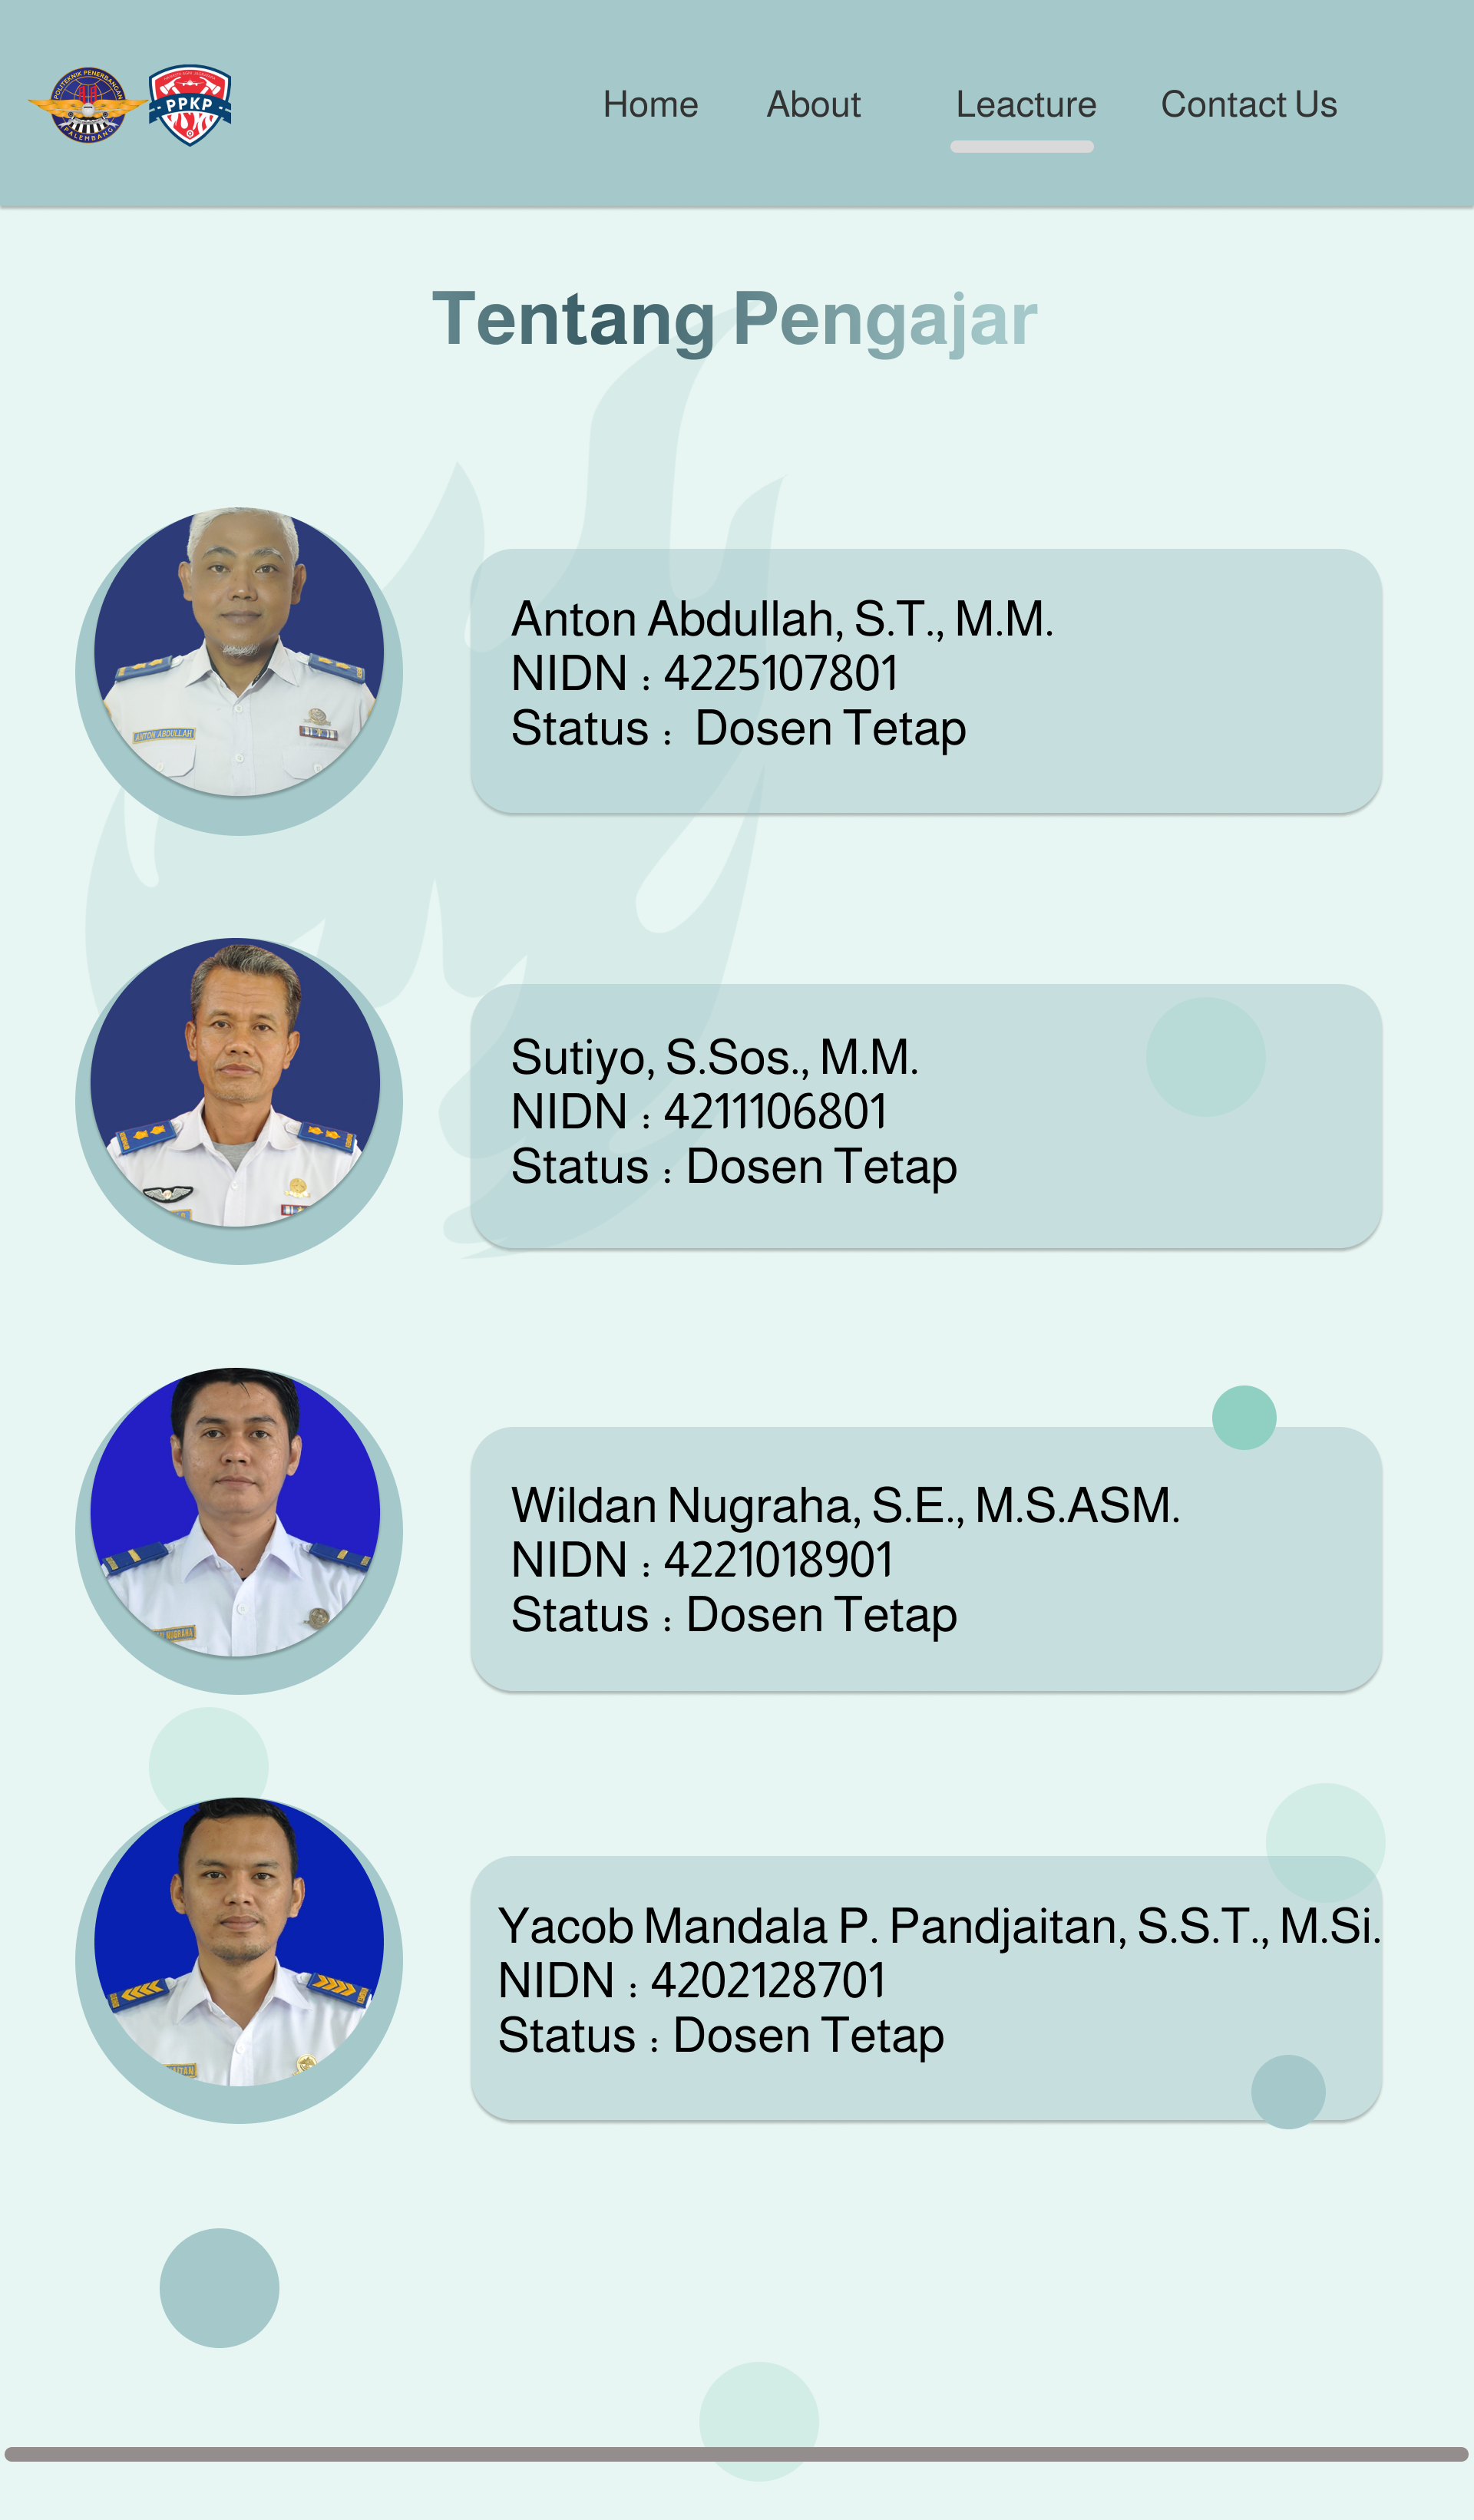 POLITEKNIK PENERBANGAN
PALEMBANG
PPKP
Home
About
Leacture
Contact Us
Tentang Pengajar
ANTON ABDULLAH
Anton Abdullah, S.T., M.M.
NIDN : 4225107801
Status : Dosen Tetap
Sutiyo, S.Sos., M.M.
NIDN : 4211106801
Status : Dosen Tetap
NUGRAHA
Wildan Nugraha, S.E., M.S.ASM.
NIDN : 4221018901
Status : Dosen Tetap
Yacob Mandala P. Pandjaitan, S.S.T., M.Si.
NIDN : 4202128701
Status : Dosen Tetap